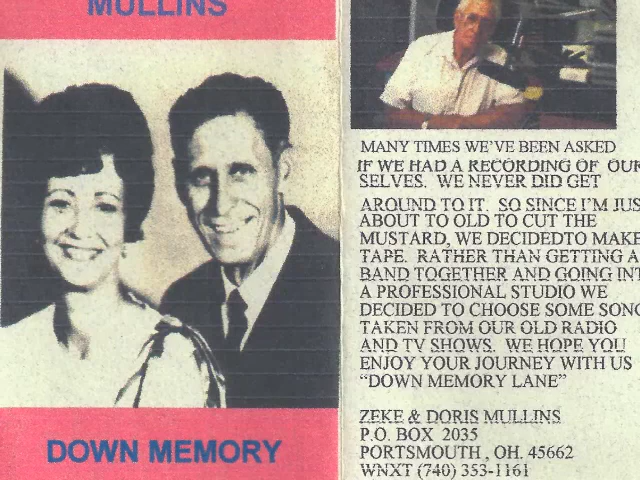 MULLINS
DOWN MEMORY
MANY TIMES WE'VE BEEN ASKED
IF WE HAD A RECORDING OF OUR
SELVES. WE NEVER DID GET
AROUND TO IT. SO SINCE I'M JUS
ABOUT TO OLD TO CUT THE
MUSTARD, WE DECIDEDTO MAKE
TAPE. RATHER THAN GETTING A
BAND TOGETHER AND GOING INT
A PROFESSIONAL STUDIO WE
DECIDED TO CHOOSE SOME SONG
TAKEN FROM OUR OLD RADIO
AND TV SHOWS. WE HOPE YOU
ENJOY YOUR JOURNEY WITH US
"DOWN MEMORY LANE"
ZEKE & DORIS MULLINS
P.O. BOX 2035
PORTSMOUTH, OH. 45662
WNXT (740) 353-1161